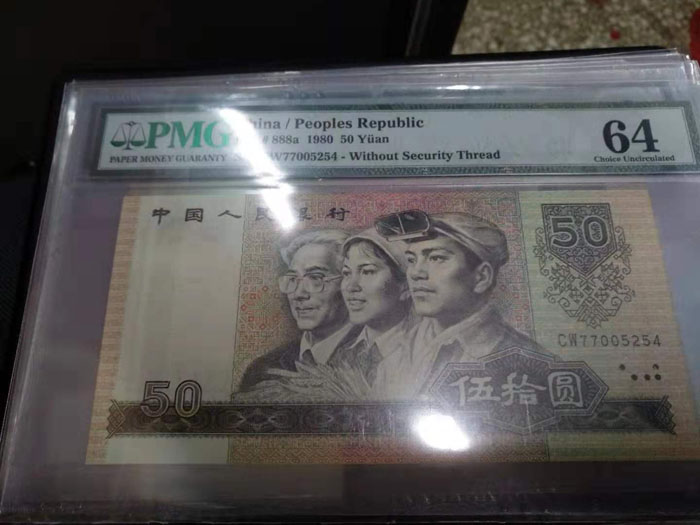 PMG
China / Peoples Republic
# 888a 1980 50 Yüan
W77005254 - Without Security Thread
PAPER MONEY GUARANTY
64
Choice Uncirculated
中国人民银行
50
CW77005254
50
伍拾圆